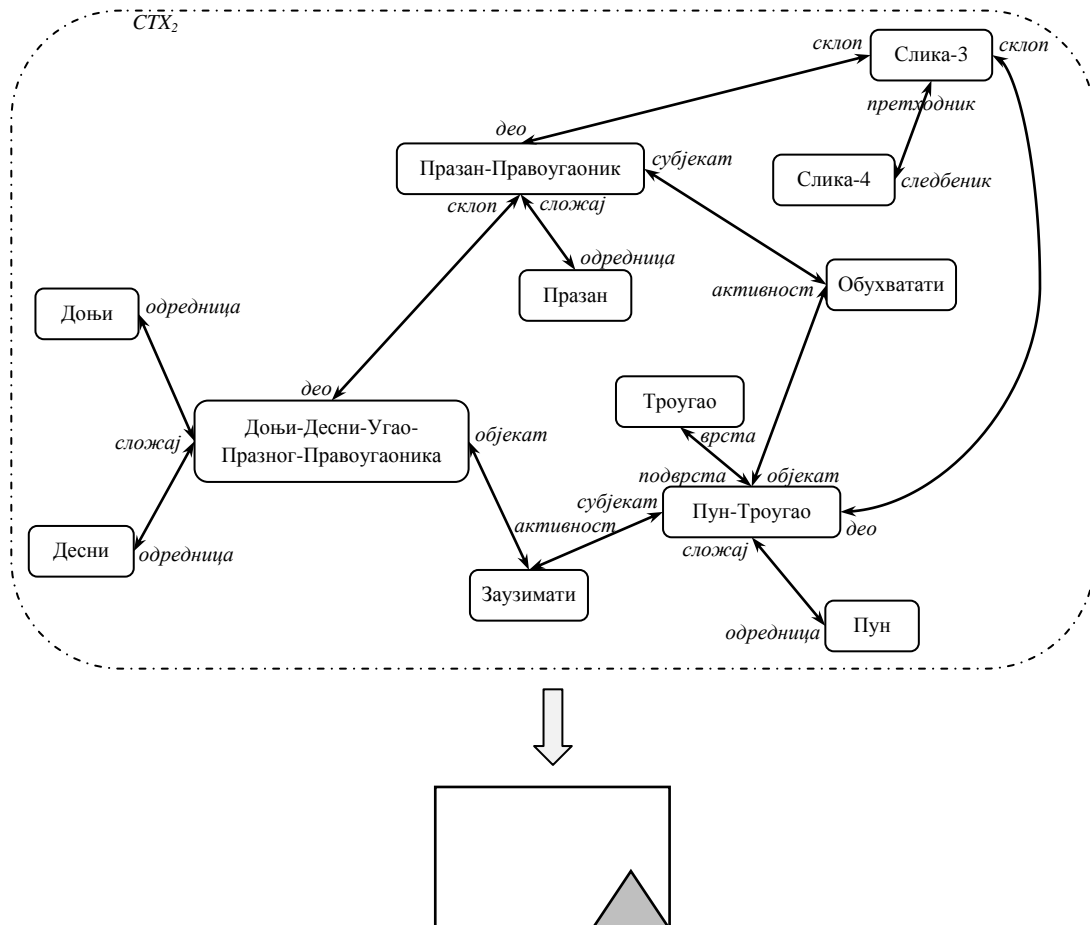 CTX2
склоп
Слика-3
склоп
претходник
део
Празан-Правоугаоник
субјекат
Слика-4
следбеник
склоп
сложај
одредница
Празан
активност
Обухватати
Доњи
одредница
део
Троугао
врста
сложај
Доњи-Десни-Угао-
Празног-Правоугаоника
објекат
подврста
објекат
субјекат
Пун-Троугао
део
активност
сложај
Десни
одредница
Заузимати
одредница
Пун